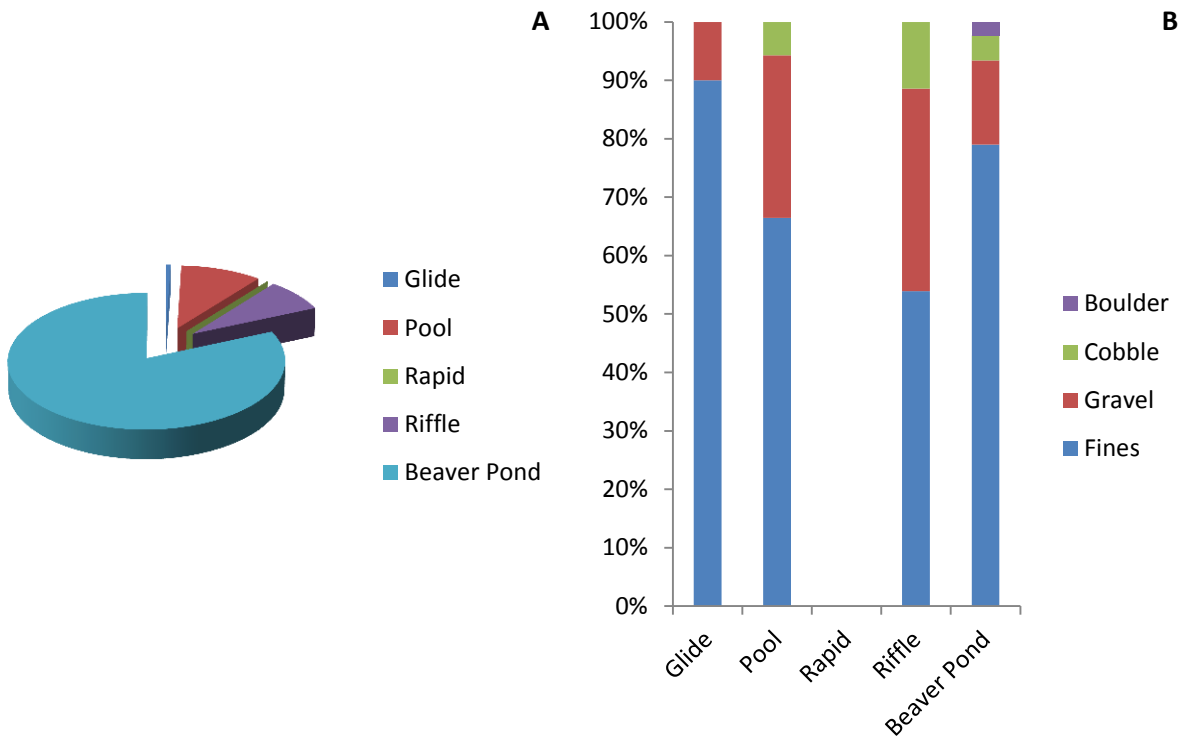 A
Glide
Pool
Rapid
Riffle
Beaver Pond
B
100%
90%
80%
70%
60%
50%
40%
30%
20%
10%
0%
Glide
Pool
Rapid
Riffle
Beaver Pond
Boulder
Cobble
Gravel
Fines